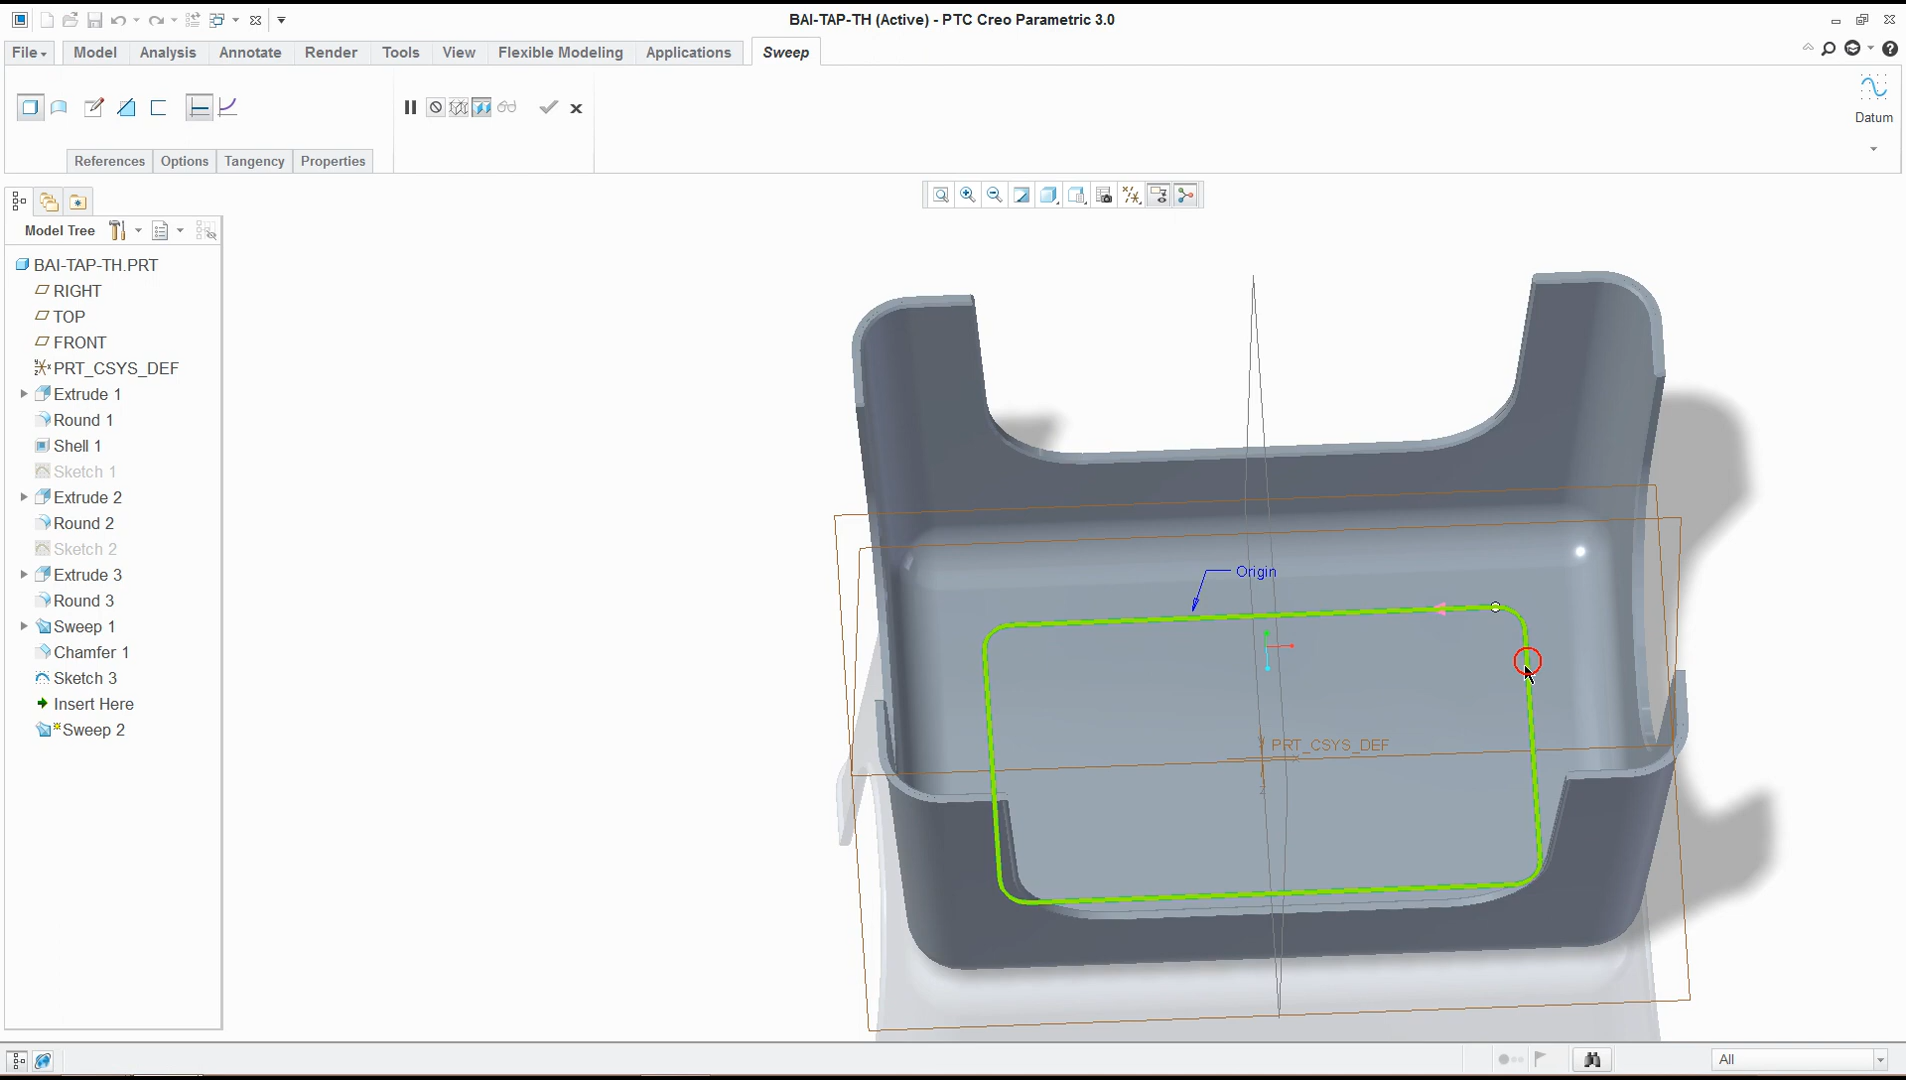 BAI-TAP-TH (Active) - PTC Creo Parametric 3.0
File Model Analysis Annotate Render Tools View Flexible Modeling Applications Sweep
Datum
References Options Tangency Properties
Model Tree
BAI-TAP-TH.PRT
RIGHT
TOP
FRONT
PRT_CSYS_DEF
Extrude 1
Round 1
Shell 1
Sketch 1
Extrude 2
Round 2
Sketch 2
Extrude 3
Round 3
Sweep 1
Chamfer 1
Sketch 3
Insert Here
Sweep 2
Origin
PRT_CSYS_DEF
Z
All